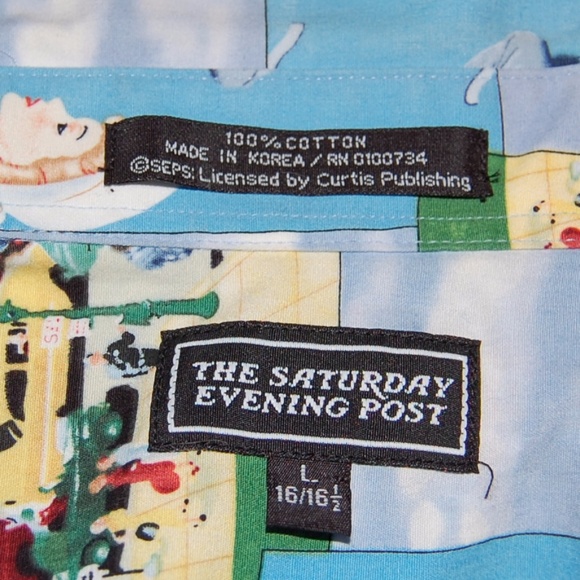 100% COTTON
MADE IN KOREA / RN 0100734
©SEPS: Licensed by Curtis Publishing
THE SATURDAY
EVENING POST
L
16/16½